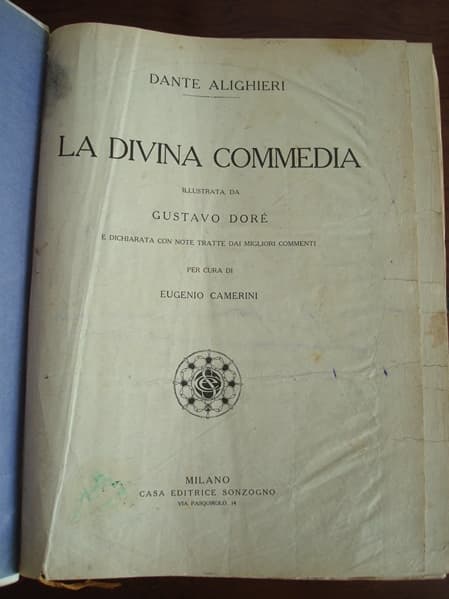 DANTE ALIGHIERI
LA DIVINA COMMEDIA
ILLUSTRATA DA
GUSTAVO DORÉ
E DICHIARATA CON NOTE TRATTE DAI MIGLIORI COMMENTI
PER CURA DI
EUGENIO CAMERINI
MILANO
CASA EDITRICE SONZOGNO
VIA PASQUIROLO, 14